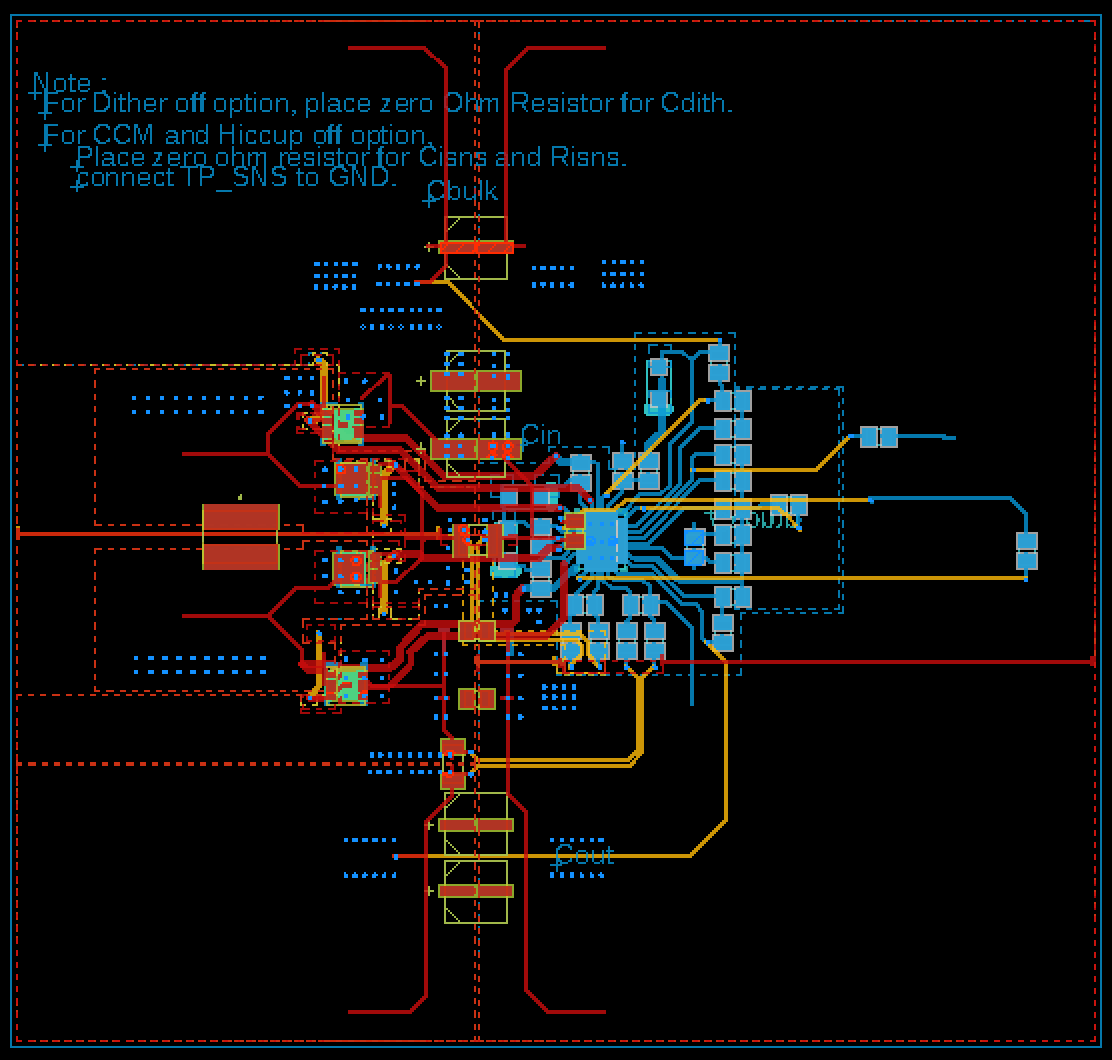 Note :
For Dither off option, place zero Ohm Resistor for Cdith.
For CCM and Hiccup off option,
Place zero ohm resistor for Cisns and Risns.
connect TP_SNS to GND.
Cbulk
Cin
Cout